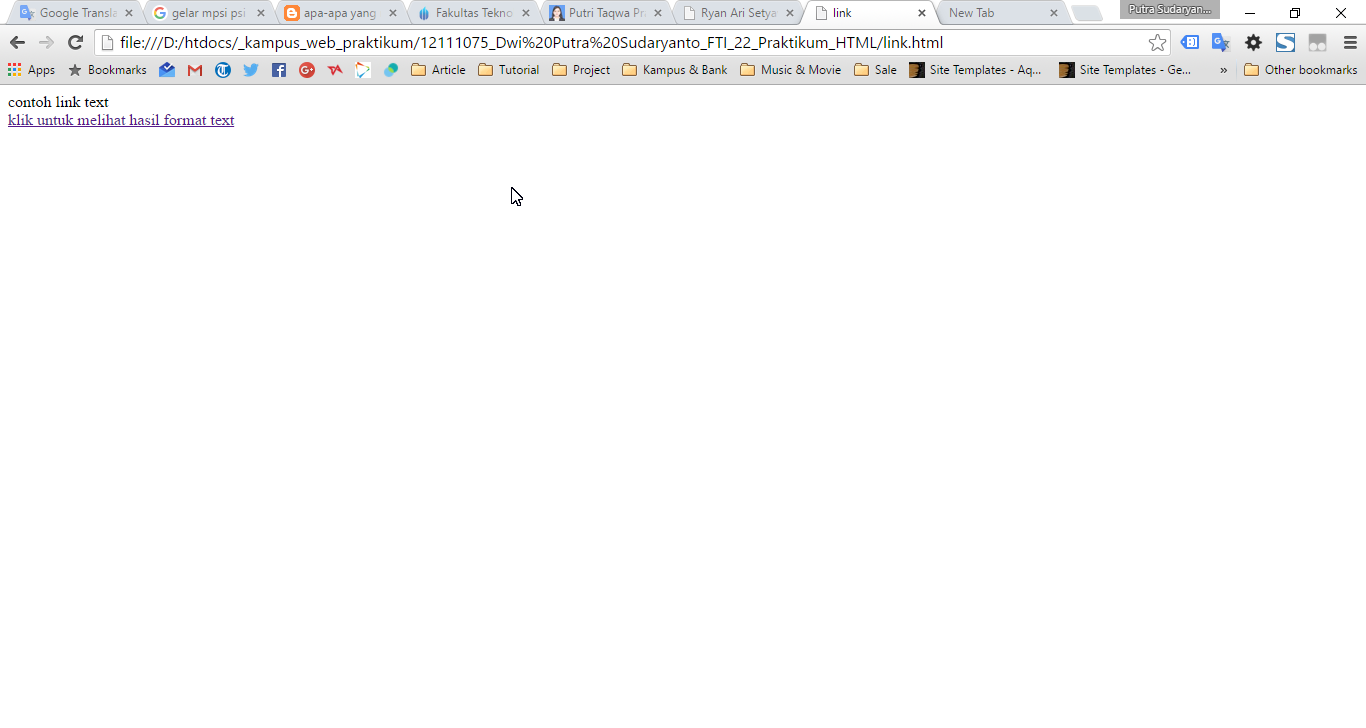 Google Transla
gelar mpsi psi
apa-apa yang
Fakultas Tekno
Putri Taqwa Pra
Ryan Ari Setya
link
New Tab
Putra Sudaryan...
file:///D:/htdocs/_kampus_web_praktikum/12111075_Dwi%20Putra%20Sudaryanto_FTI_22_Praktikum_HTML/link.html
Apps
Bookmarks
Article
Tutorial
Project
Kampus & Bank
Music & Movie
Sale
Site Templates - Aq...
Site Templates - Ge...
»
Other bookmarks
contoh link text
klik untuk melihat hasil format text